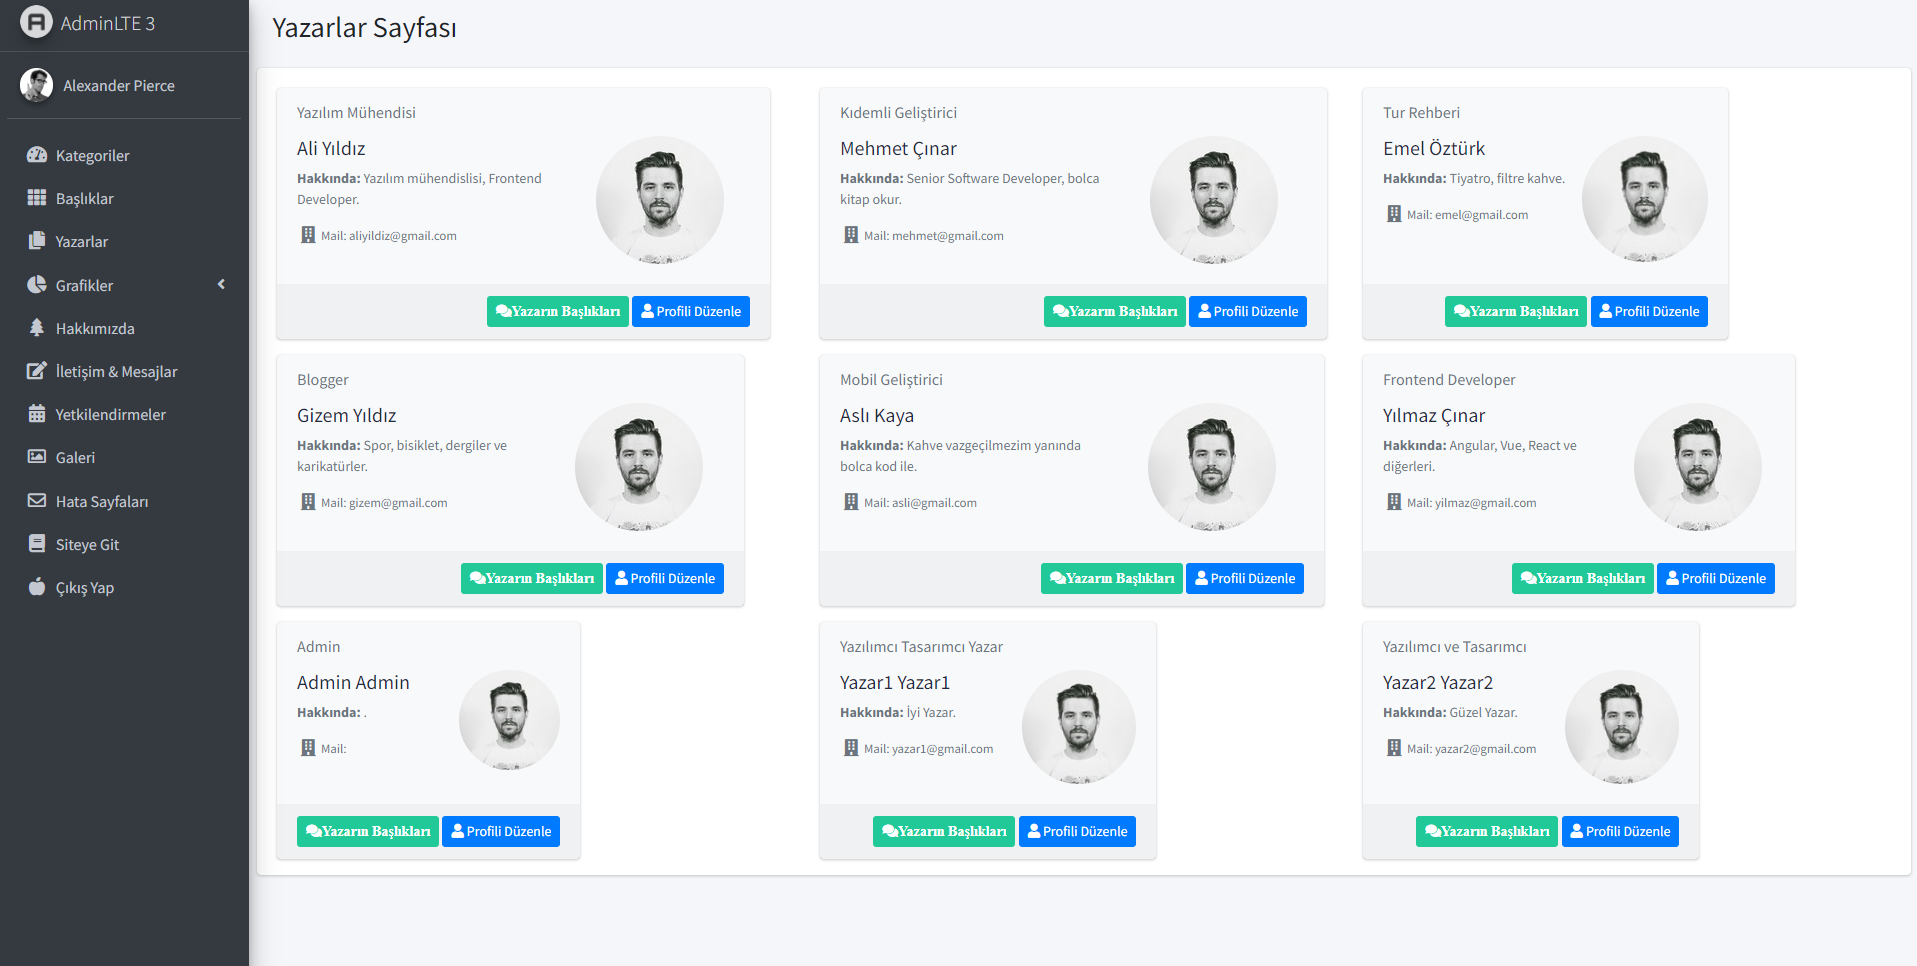 AdminLTE 3
Alexander Pierce
Kategoriler
Başlıklar
Yazarlar
Grafikler
Hakkımızda
İletişim & Mesajlar
Yetkilendirmeler
Galeri
Hata Sayfaları
Siteye Git
Çıkış Yap
Yazarlar Sayfası
Yazılım Mühendisi
Ali Yıldız
Hakkında: Yazılım mühendislisi, Frontend
Developer.
Mail: aliyildiz@gmail.com
Yazarın Başlıkları Profili Düzenle
Kıdemli Geliştirici
Mehmet Çınar
Hakkında: Senior Software Developer, bolca
kitap okur.
Mail: mehmet@gmail.com
Yazarın Başlıkları Profili Düzenle
Tur Rehberi
Emel Öztürk
Hakkında: Tiyatro, filtre kahve.
Mail: emel@gmail.com
Yazarın Başlıkları Profili Düzenle
Blogger
Gizem Yıldız
Hakkında: Spor, bisiklet, dergiler ve
karikatürler.
Mail: gizem@gmail.com
Yazarın Başlıkları Profili Düzenle
Mobil Geliştirici
Aslı Kaya
Hakkında: Kahve vazgeçilmezim yanında
bolca kod ile.
Mail: asli@gmail.com
Yazarın Başlıkları Profili Düzenle
Frontend Developer
Yılmaz Çınar
Hakkında: Angular, Vue, React ve
diğerleri.
Mail: yilmaz@gmail.com
Yazarın Başlıkları Profili Düzenle
Admin
Admin Admin
Hakkında: .
Mail:
Yazarın Başlıkları Profili Düzenle
Yazılımcı Tasarımcı Yazar
Yazar1 Yazar1
Hakkında: İyi Yazar.
Mail: yazar1@gmail.com
Yazarın Başlıkları Profili Düzenle
Yazılımcı ve Tasarımcı
Yazar2 Yazar2
Hakkında: Güzel Yazar.
Mail: yazar2@gmail.com
Yazarın Başlıkları Profili Düzenle